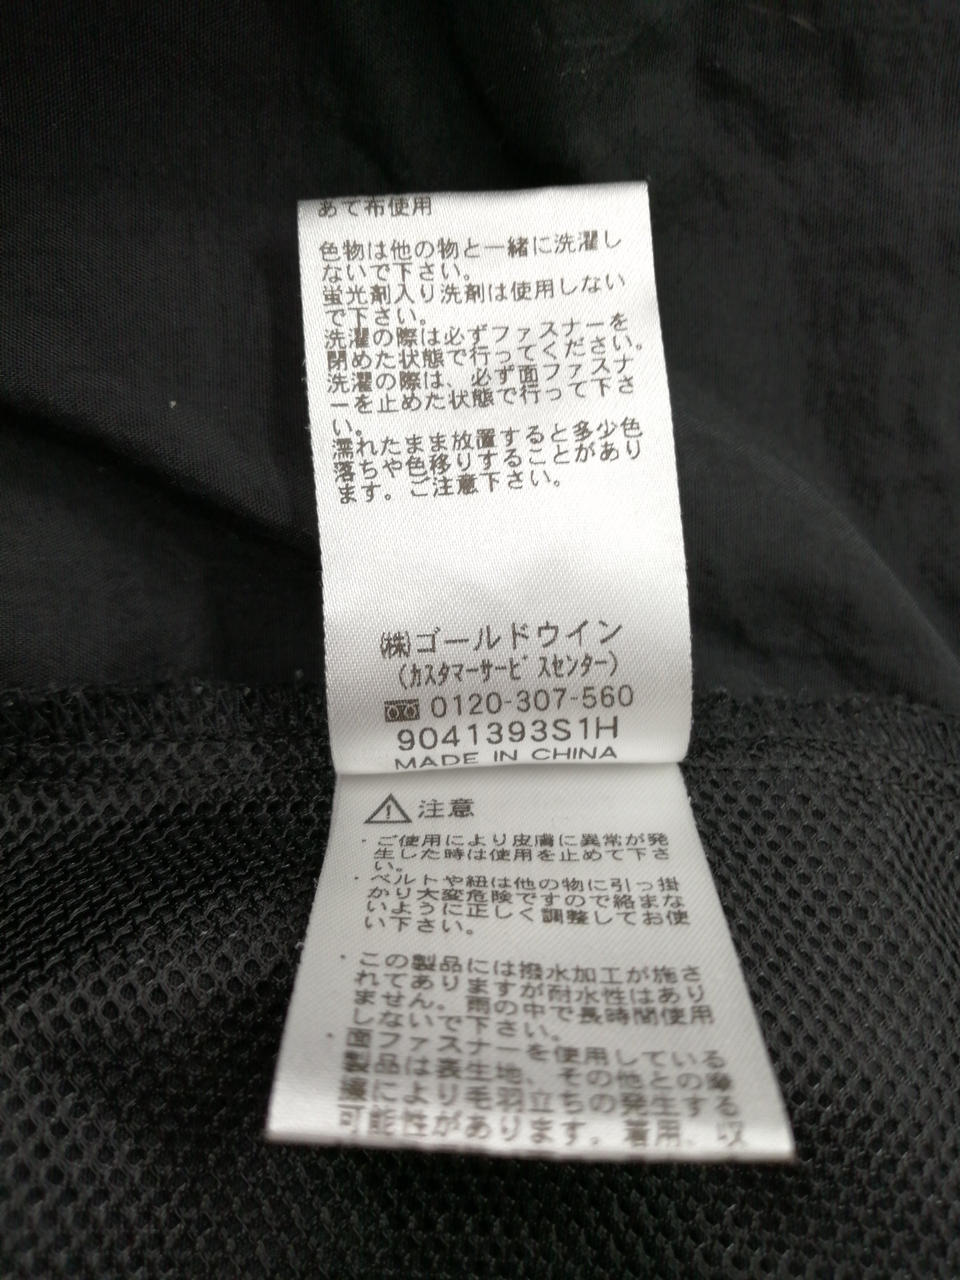 あて布使用
色物は他の物と一緒に洗濯し
ないで下さい。
蛍光剤入り洗剤は使用しない
で下さい。
洗濯の際は必ずファスナーを
閉めた状態で行ってください。
洗濯の際は、必ず面ファスナ
ーを止めた状態で行って下さ
い。
濡れたまま放置すると多少色
落ちや色移りすることがあり
ます。ご注意下さい。
㈱ゴールドウイン
(カスタマーサービスセンター)
0120-307-560
9041393S1H
MADE IN CHINA
⚠注意
・ご使用により皮膚に異常が発
生した時は使用を止めて下さ
い。
・ベルトや紐は他の物に引っ掛
かり大変危険ですので絡まな
いように正しく調整してお使
い下さい。
・この製品には撥水加工が施さ
れてありますが耐水性はあり
ません。雨の中で長時間使用
しないで下さい。
・面ファスナーを使用している
製品は表生地、その他との摩
擦により毛羽立ちの発生する
可能性があります。着用、収